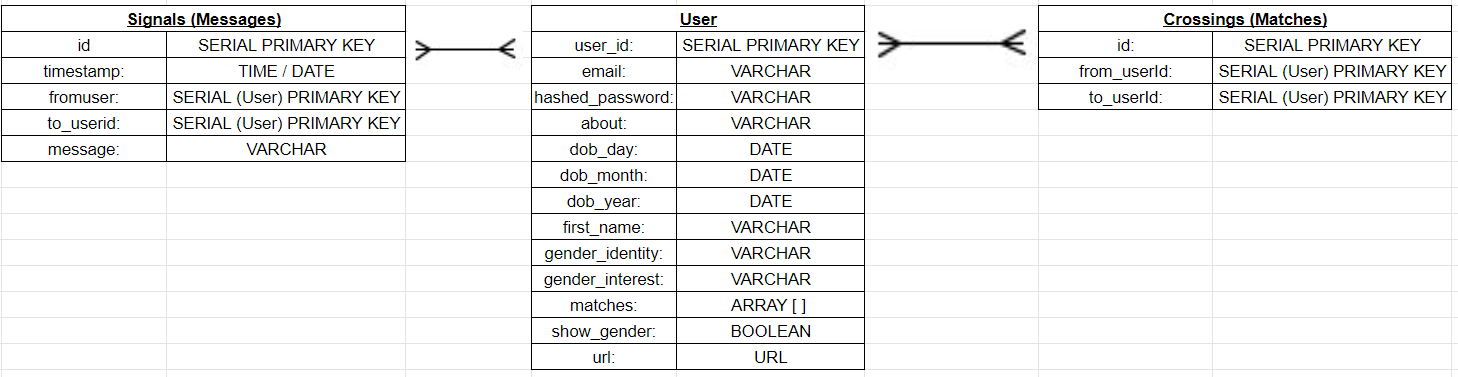 Signals (Messages)
id SERIAL PRIMARY KEY
timestamp: TIME / DATE
fromuser: SERIAL (User) PRIMARY KEY
to_userid: SERIAL (User) PRIMARY KEY
message: VARCHAR
User
user_id: SERIAL PRIMARY KEY
email: VARCHAR
hashed_password: VARCHAR
about: VARCHAR
dob_day: DATE
dob_month: DATE
dob_year: DATE
first_name: VARCHAR
gender_identity: VARCHAR
gender_interest: VARCHAR
matches: ARRAY [ ]
show_gender: BOOLEAN
url: URL
Crossings (Matches)
id: SERIAL PRIMARY KEY
from_userId: SERIAL (User) PRIMARY KEY
to_userId: SERIAL (User) PRIMARY KEY